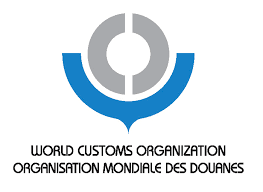 WORLD CUSTOMS ORGANIZATION
ORGANISATION MONDIALE DES DOUANES